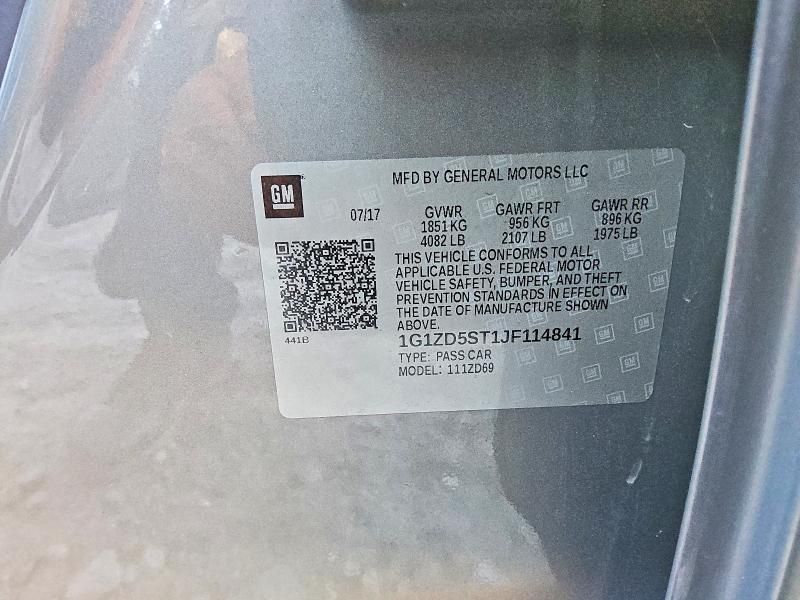 GM
MFD BY GENERAL MOTORS LLC
07/17 GVWR GAWR FRT GAWR RR
1851 KG 956 KG 896 KG
4082 LB 2107 LB 1975 LB
THIS VEHICLE CONFORMS TO ALL
APPLICABLE U.S. FEDERAL MOTOR
VEHICLE SAFETY, BUMPER, AND THEFT
PREVENTION STANDARDS IN EFFECT ON
THE DATE OF MANUFACTURE SHOWN
ABOVE.
441B
1G1ZD5ST1JF114841
TYPE: PASS CAR
MODEL: 111ZD69